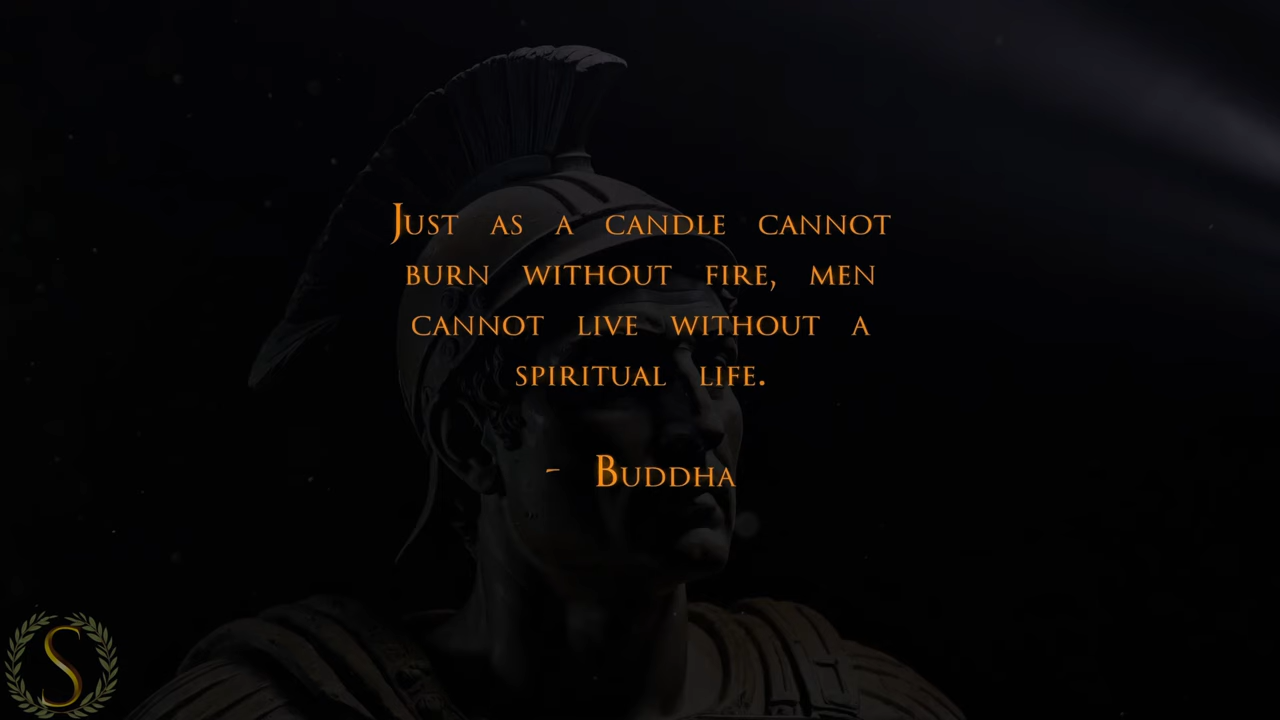 Just as a candle cannot
burn without fire, men
cannot live without a
spiritual life.
- Buddha
S